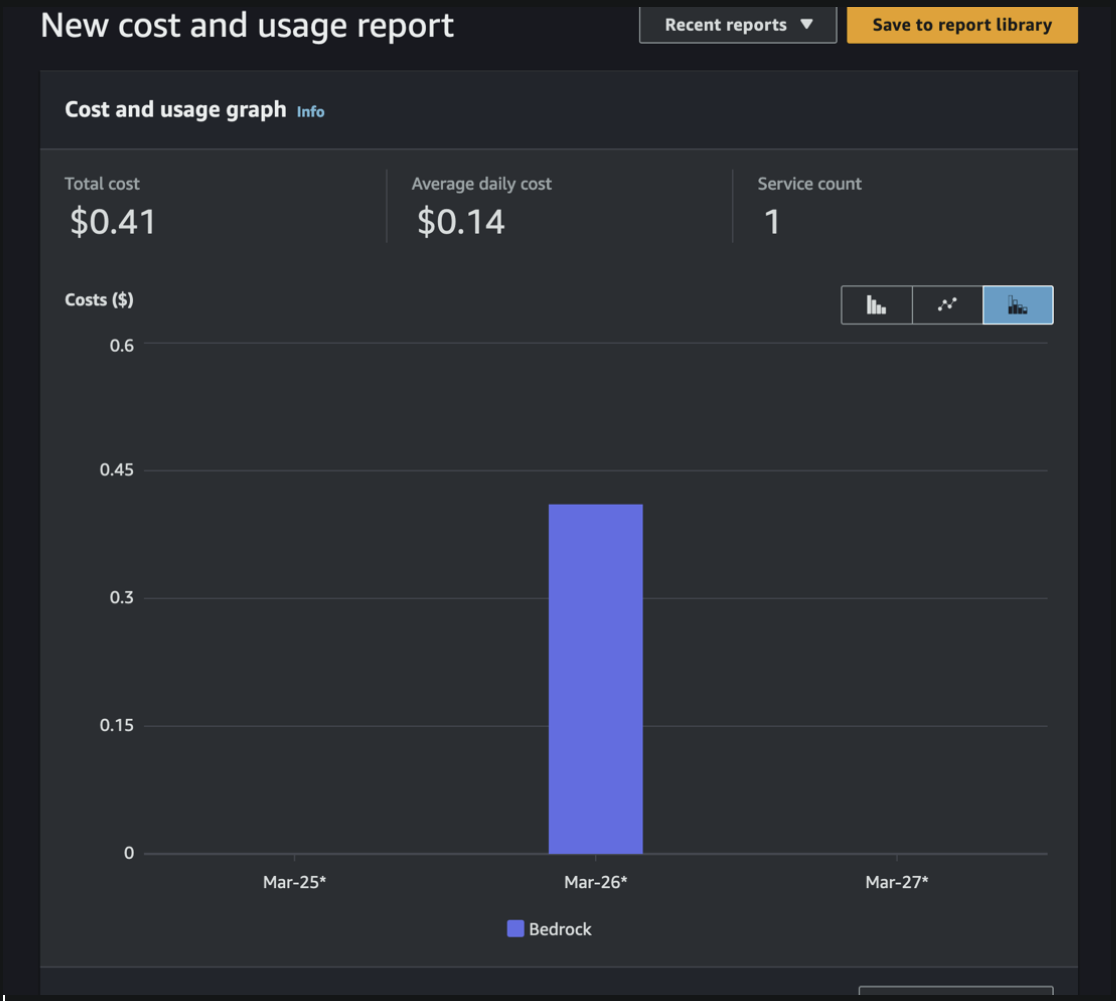 New cost and usage report
Recent reports ▼
Save to report library
Cost and usage graph Info
Total cost
$0.41
Average daily cost
$0.14
Service count
1
Costs ($)
0.6
0.45
0.3
0.15
0
Mar-25*
Mar-26*
Mar-27*
Bedrock